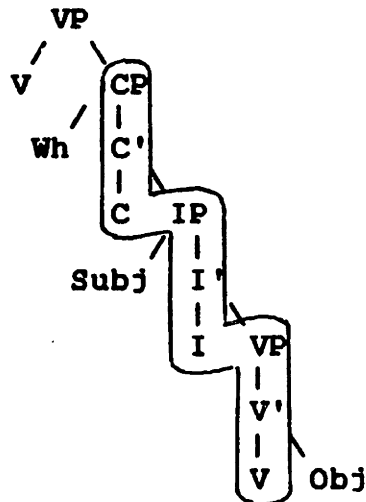 VP
V CP
Wh C'
C IP
Subj I'
I VP
V'
V Obj